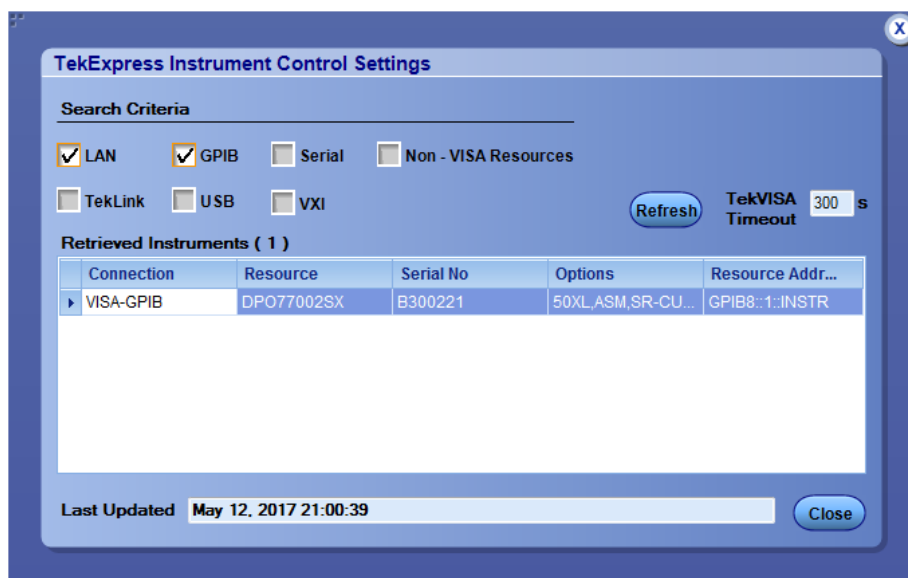 X
TekExpress Instrument Control Settings
Search Criteria
LAN GPIB Serial Non - VISA Resources
TekLink USB VXI Refresh TekVISA Timeout 300 s
Retrieved Instruments ( 1 )
Connection Resource Serial No Options Resource Addr...
VISA-GPIB DPO77002SX B300221 50XL,ASM,SR-CU... GPIB8::1::INSTR
Last Updated May 12, 2017 21:00:39 Close